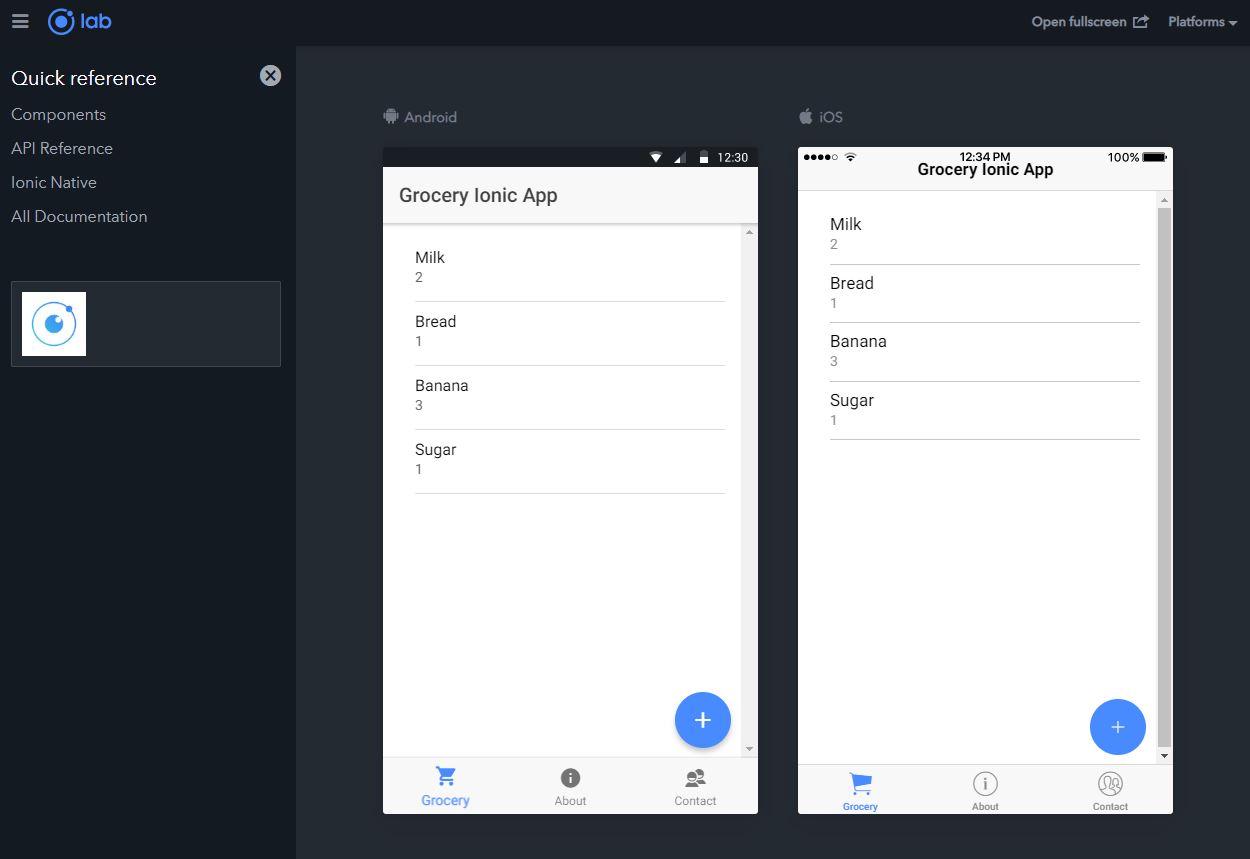 lab
Open fullscreen
Platforms
Quick reference
Components
API Reference
Ionic Native
All Documentation
Android
12:30
Grocery Ionic App
Milk
2
Bread
1
Banana
3
Sugar
1
+
Grocery
About
Contact
iOS
12:34 PM
100%
Grocery Ionic App
Milk
2
Bread
1
Banana
3
Sugar
1
+
Grocery
About
Contact